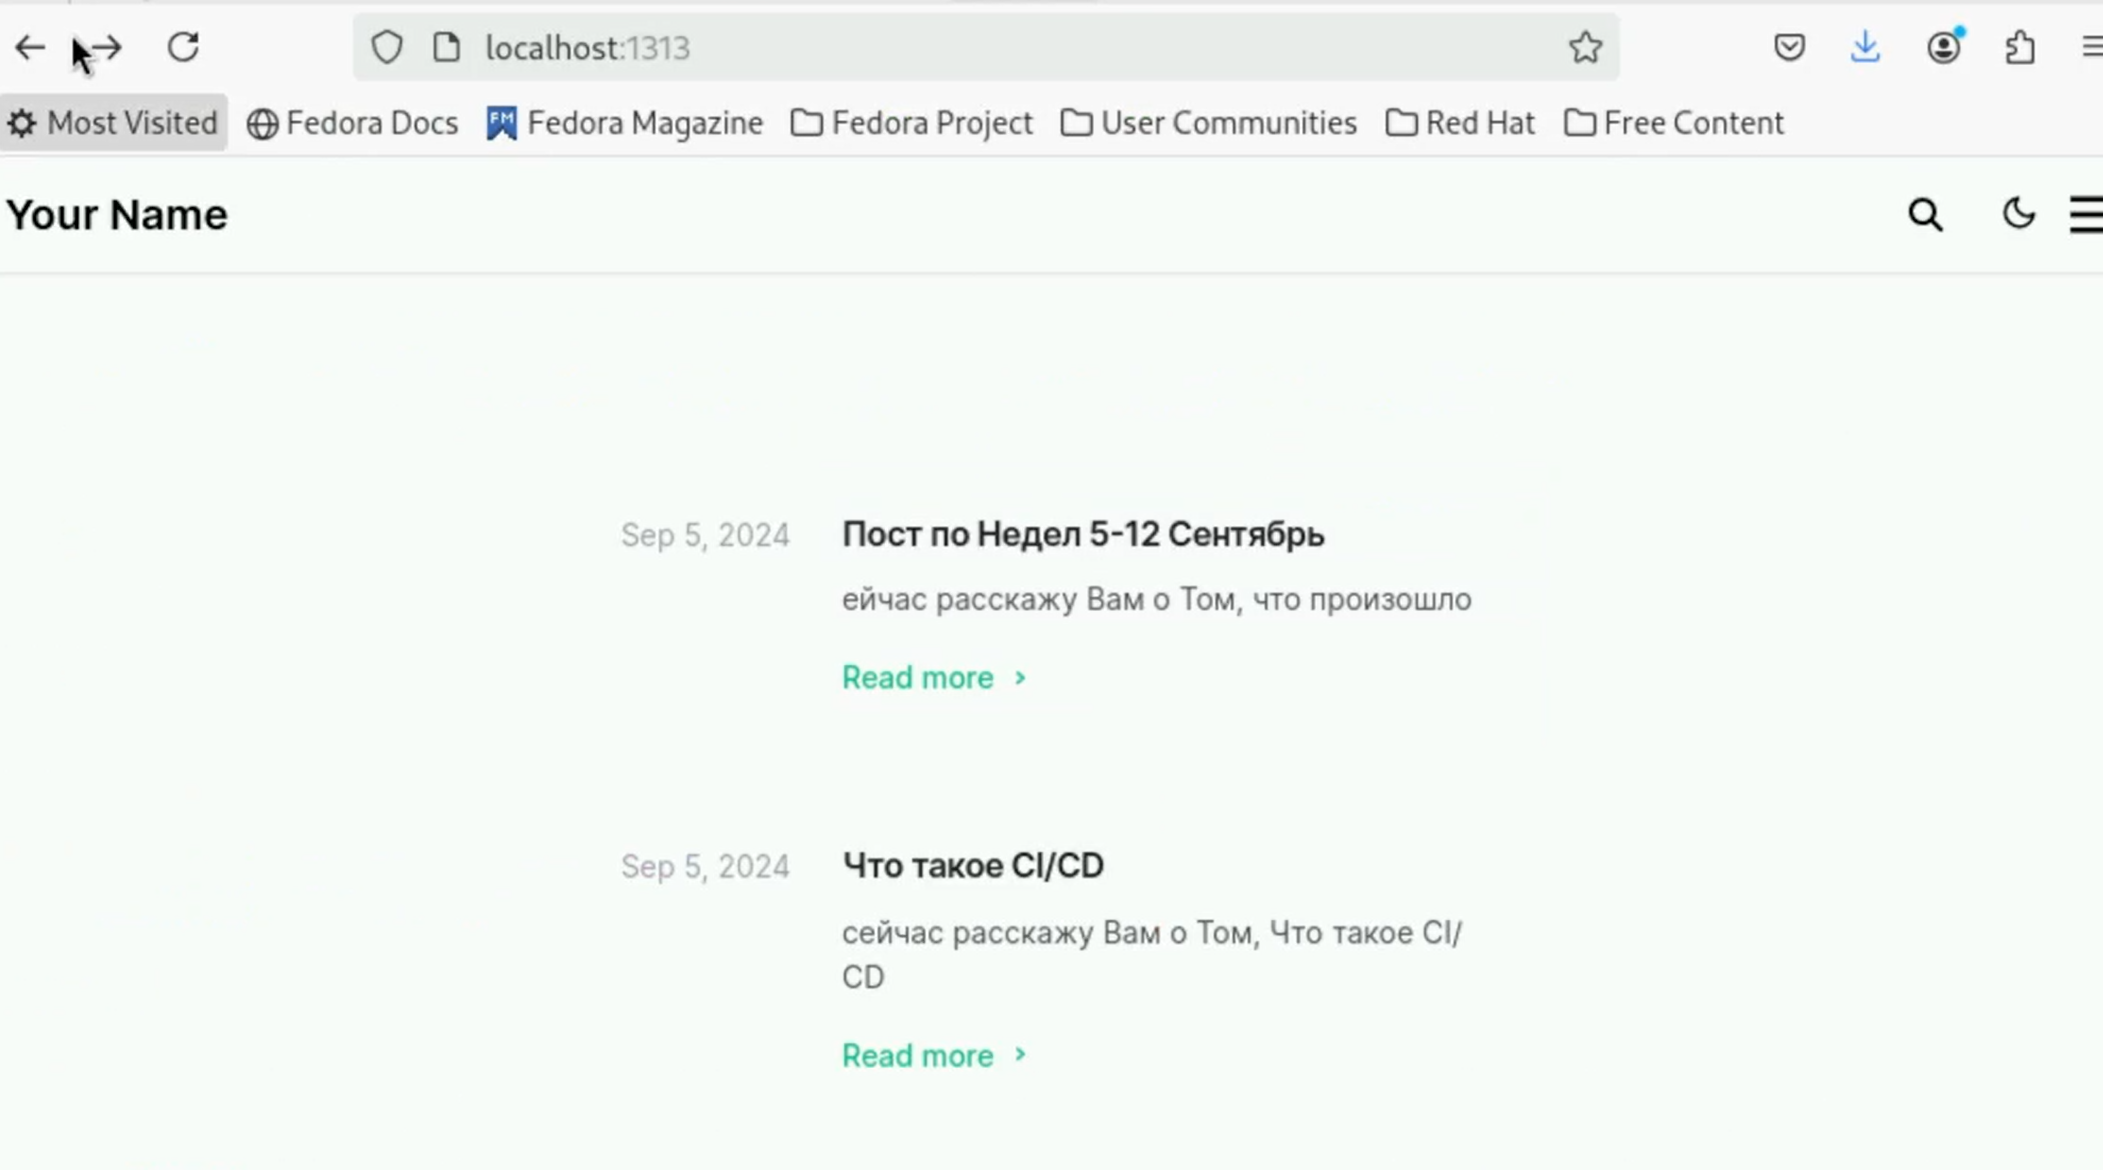 localhost:1313
Most Visited Fedora Docs FM Fedora Magazine Fedora Project User Communities Red Hat Free Content
Your Name
Sep 5, 2024 Пост по Недел 5-12 Сентябрь
ейчас расскажу Вам о Том, что произошло
Read more
Sep 5, 2024 Что такое CI/CD
сейчас расскажу Вам о Том, Что такое CI/
CD
Read more